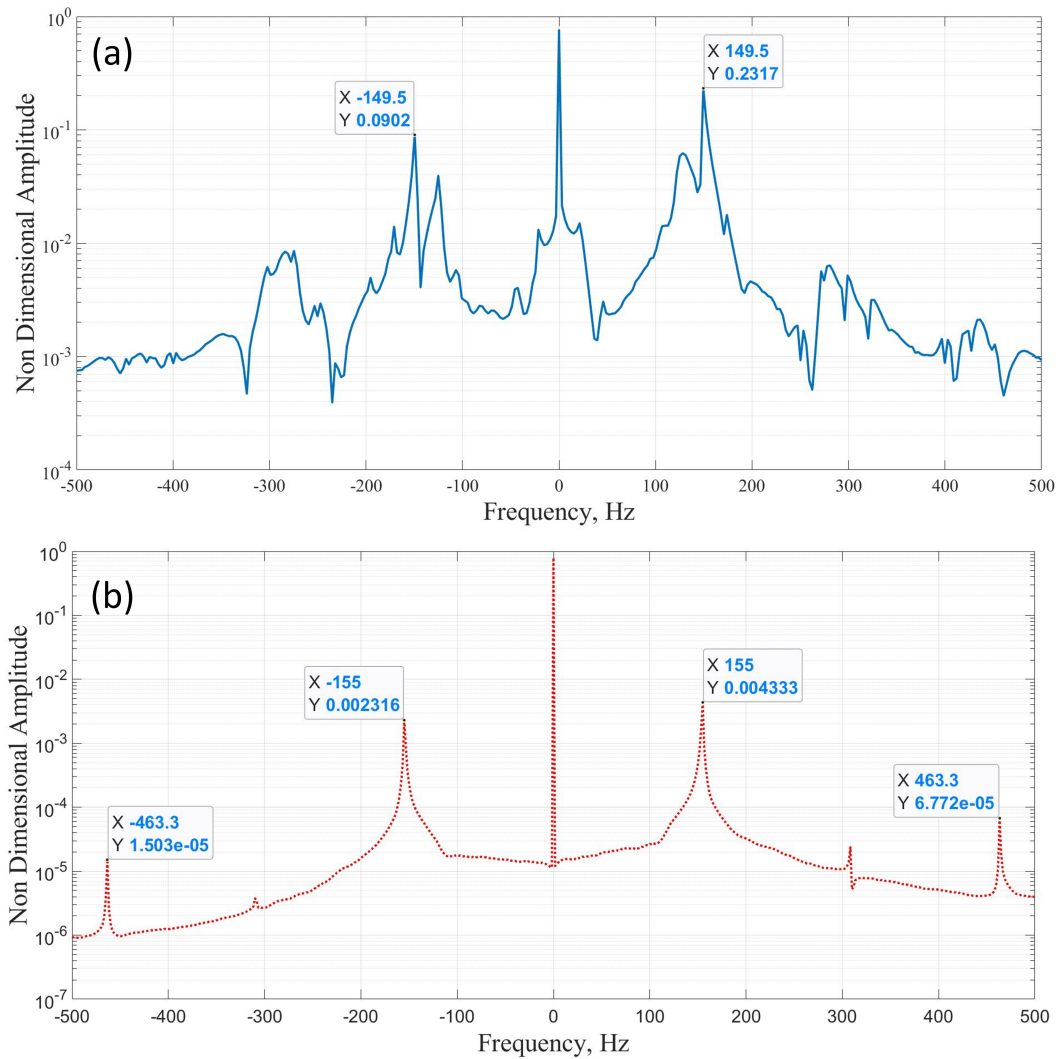 (a)
10^0
10^-1
10^-2
10^-3
10^-4
Non Dimensional Amplitude
X -149.5
Y 0.0902
X 149.5
Y 0.2317
-500 -400 -300 -200 -100 0 100 200 300 400 500
Frequency, Hz
(b)
10^0
10^-1
10^-2
10^-3
10^-4
10^-5
10^-6
10^-7
Non Dimensional Amplitude
X -463.3
Y 1.503e-05
X -155
Y 0.002316
X 155
Y 0.004333
X 463.3
Y 6.772e-05
-500 -400 -300 -200 -100 0 100 200 300 400 500
Frequency, Hz